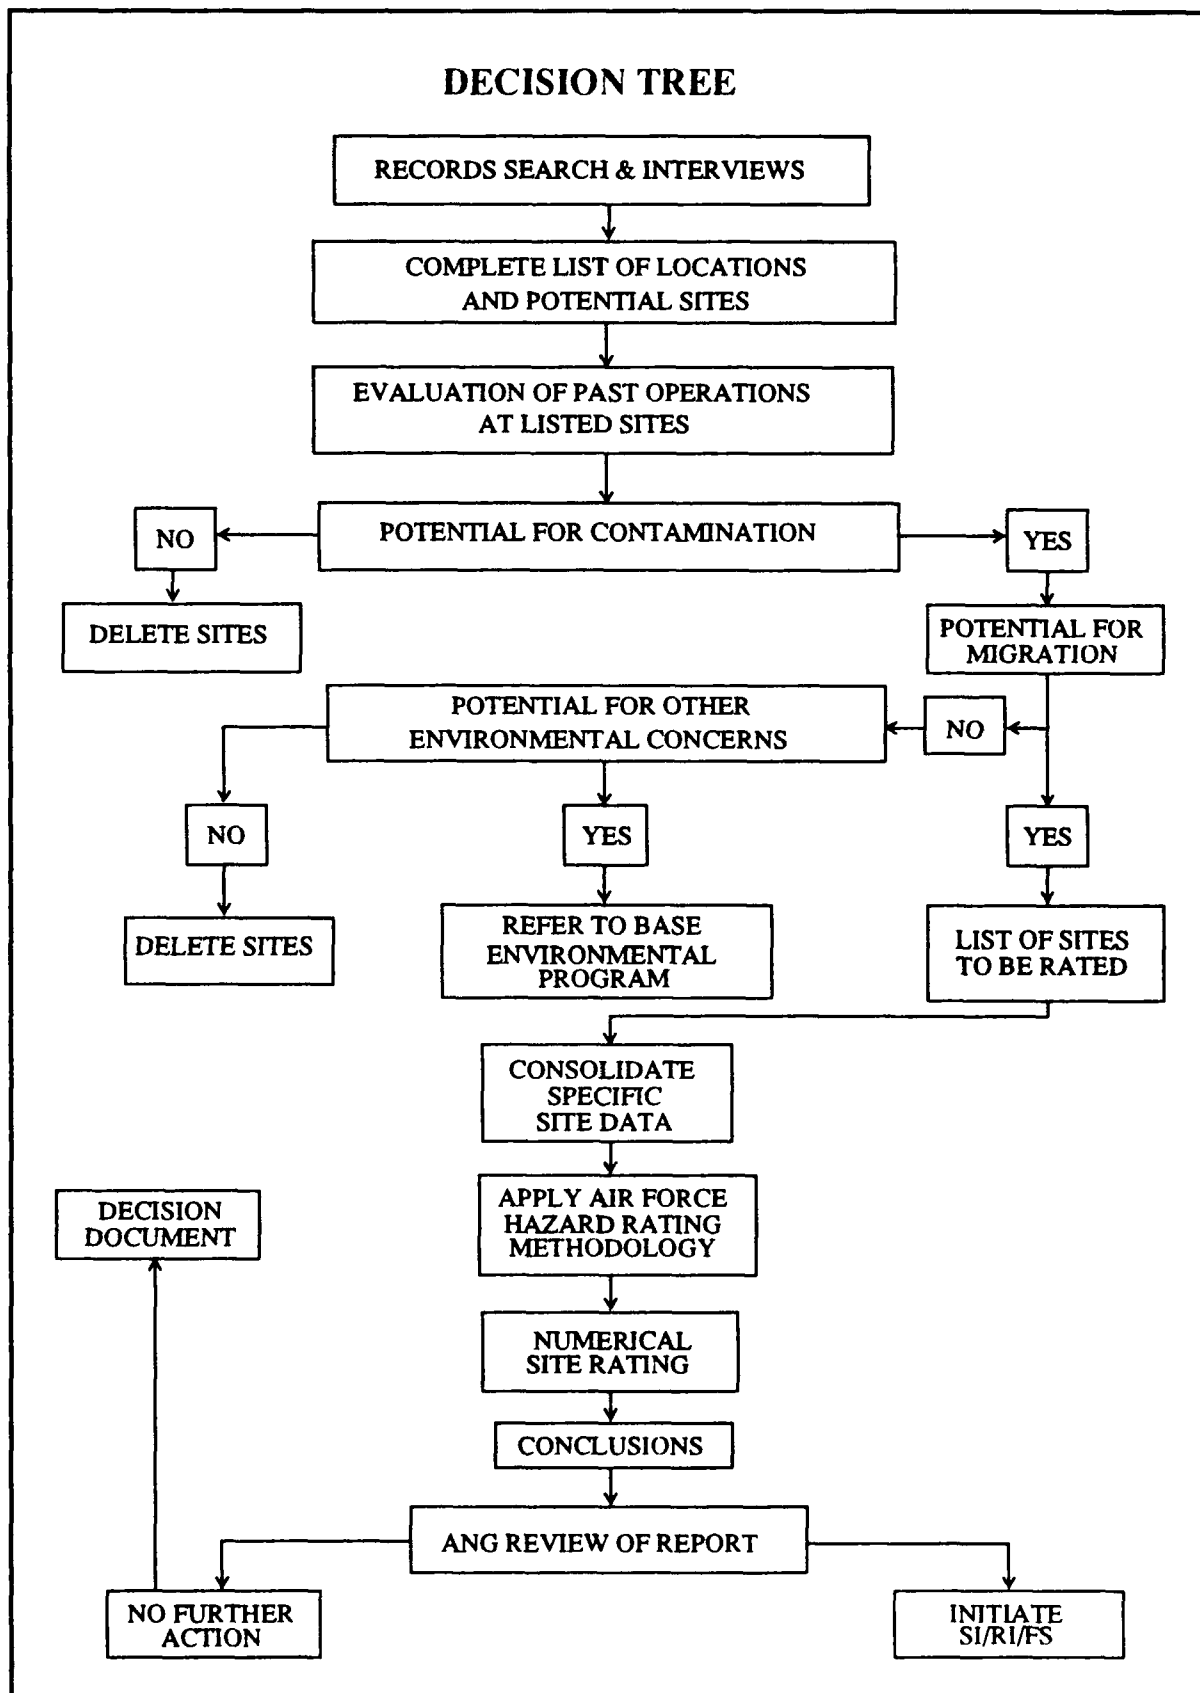 DECISION TREE
RECORDS SEARCH & INTERVIEWS
COMPLETE LIST OF LOCATIONS
AND POTENTIAL SITES
EVALUATION OF PAST OPERATIONS
AT LISTED SITES
NO
POTENTIAL FOR CONTAMINATION
YES
DELETE SITES
POTENTIAL FOR
MIGRATION
POTENTIAL FOR OTHER
ENVIRONMENTAL CONCERNS
NO
NO
YES
YES
DELETE SITES
REFER TO BASE
ENVIRONMENTAL
PROGRAM
LIST OF SITES
TO BE RATED
CONSOLIDATE
SPECIFIC
SITE DATA
APPLY AIR FORCE
HAZARD RATING
METHODOLOGY
DECISION
DOCUMENT
NUMERICAL
SITE RATING
CONCLUSIONS
ANG REVIEW OF REPORT
NO FURTHER
ACTION
INITIATE
SI/RI/FS